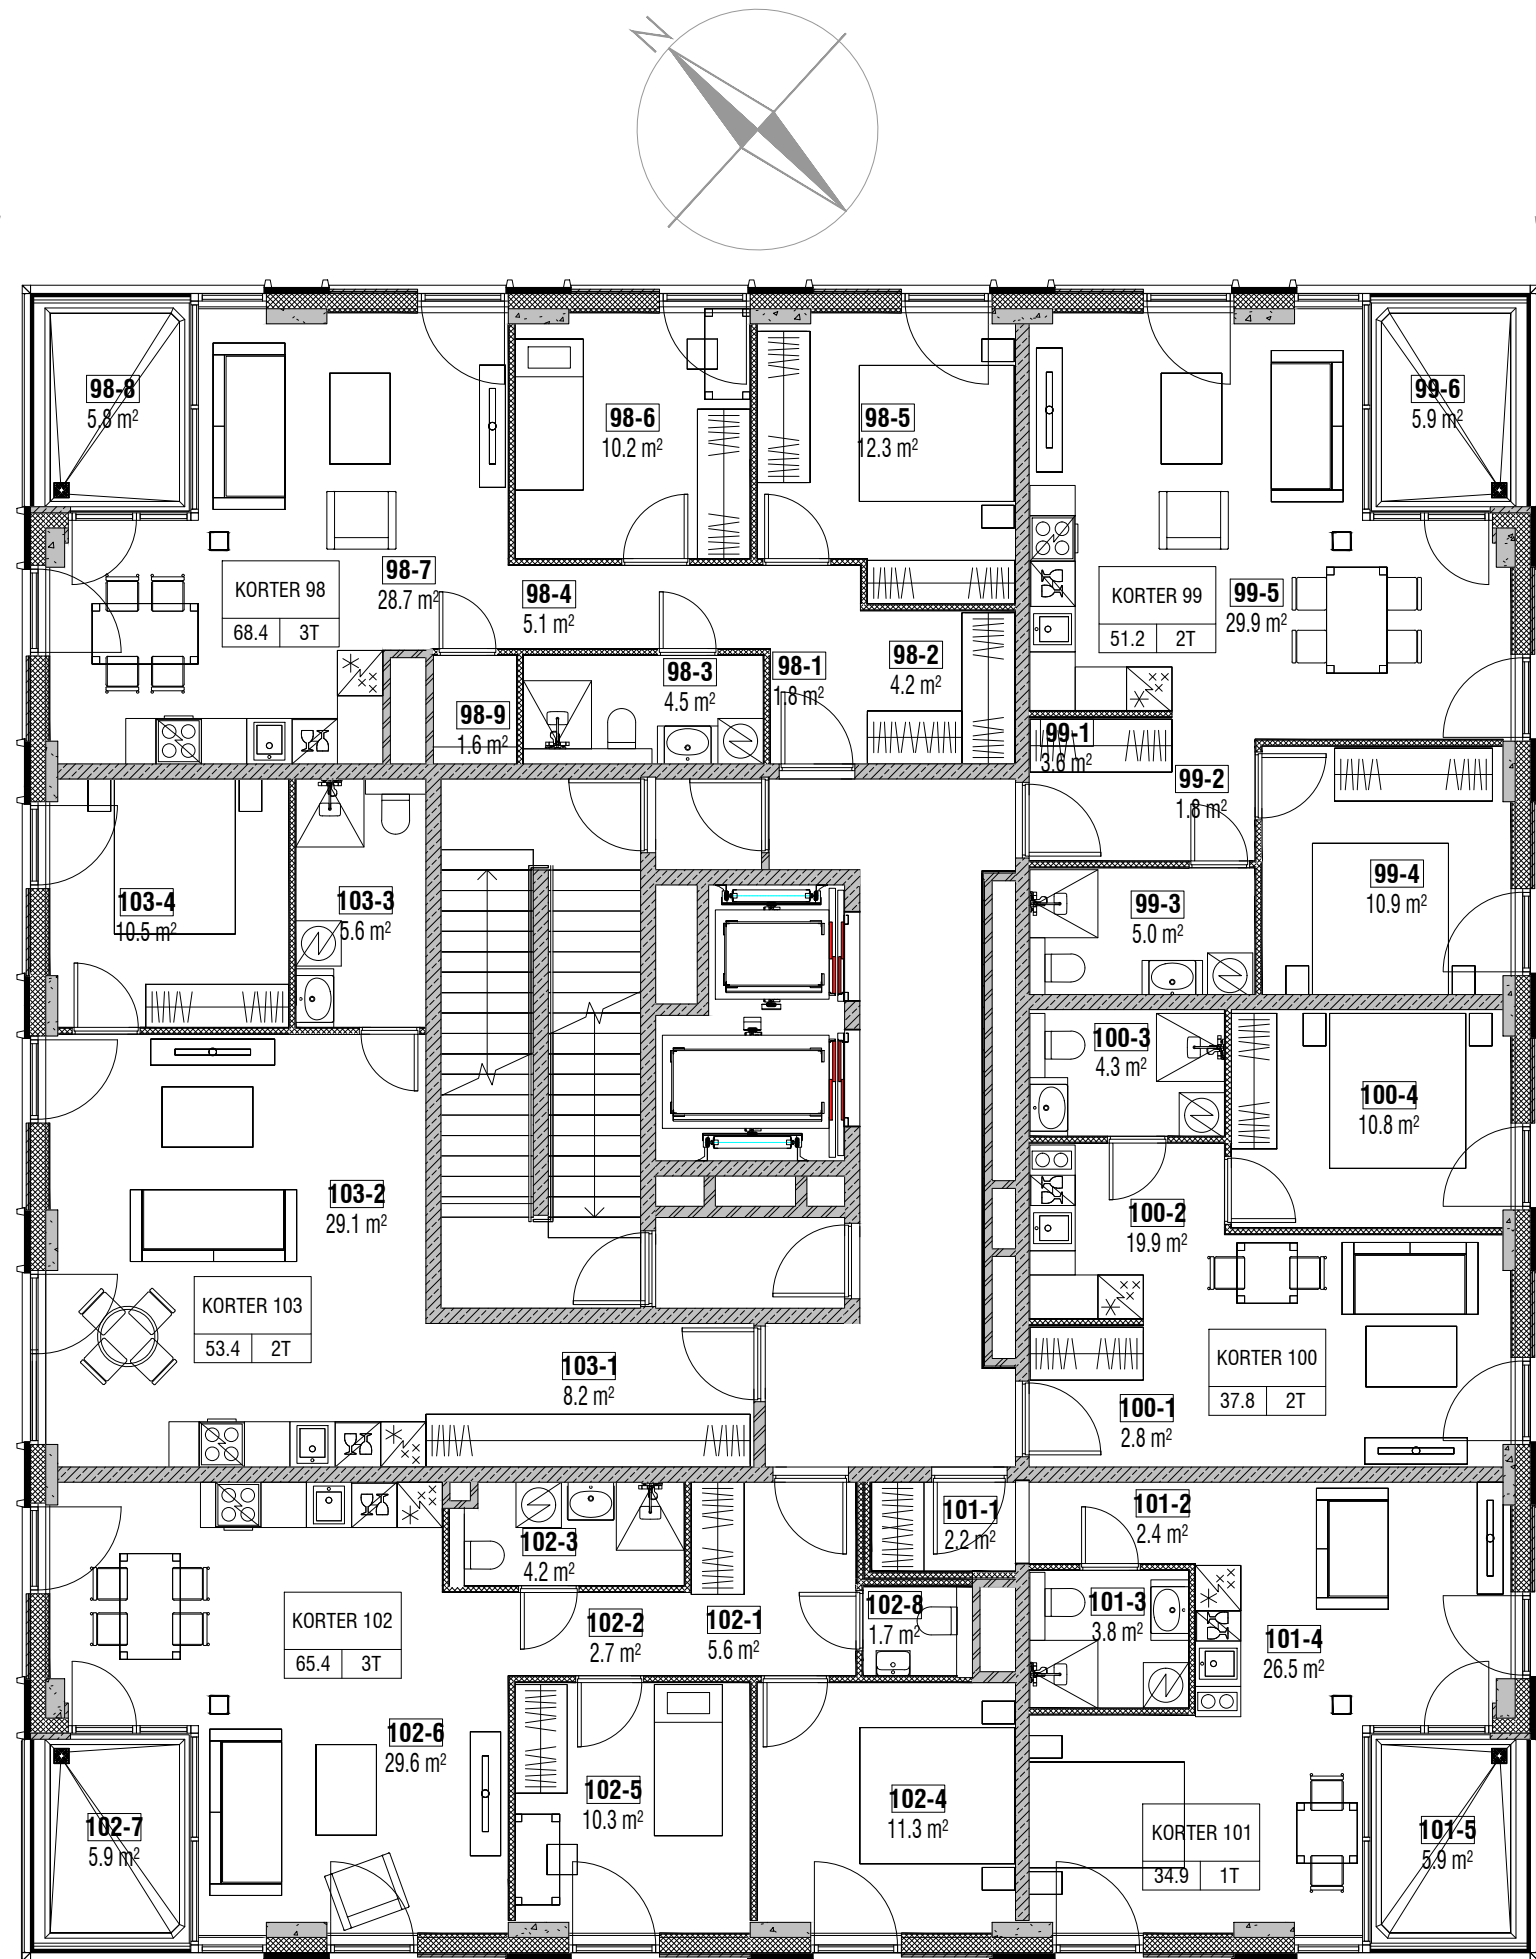 N
98-8
5.8 m²
98-6
10.2 m²
98-5
12.3 m²
99-6
5.9 m²
98-7
28.7 m²
KORTER 98
68.4 3T
98-4
5.1 m²
KORTER 99
51.2 2T
99-5
29.9 m²
98-3
4.5 m²
98-1
1.8 m²
98-2
4.2 m²
98-9
1.6 m²
99-1
3.6 m²
99-2
1.8 m²
103-4
10.5 m²
103-3
5.6 m²
99-3
5.0 m²
99-4
10.9 m²
100-3
4.3 m²
100-4
10.8 m²
103-2
29.1 m²
100-2
19.9 m²
KORTER 103
53.4 2T
103-1
8.2 m²
KORTER 100
37.8 2T
100-1
2.8 m²
102-3
4.2 m²
101-1
2.2 m²
101-2
2.4 m²
KORTER 102
65.4 3T
102-2
2.7 m²
102-1
5.6 m²
102-8
1.7 m²
101-3
3.8 m²
101-4
26.5 m²
102-6
29.6 m²
102-5
10.3 m²
102-4
11.3 m²
102-7
5.9 m²
KORTER 101
34.9 1T
101-5
5.9 m²